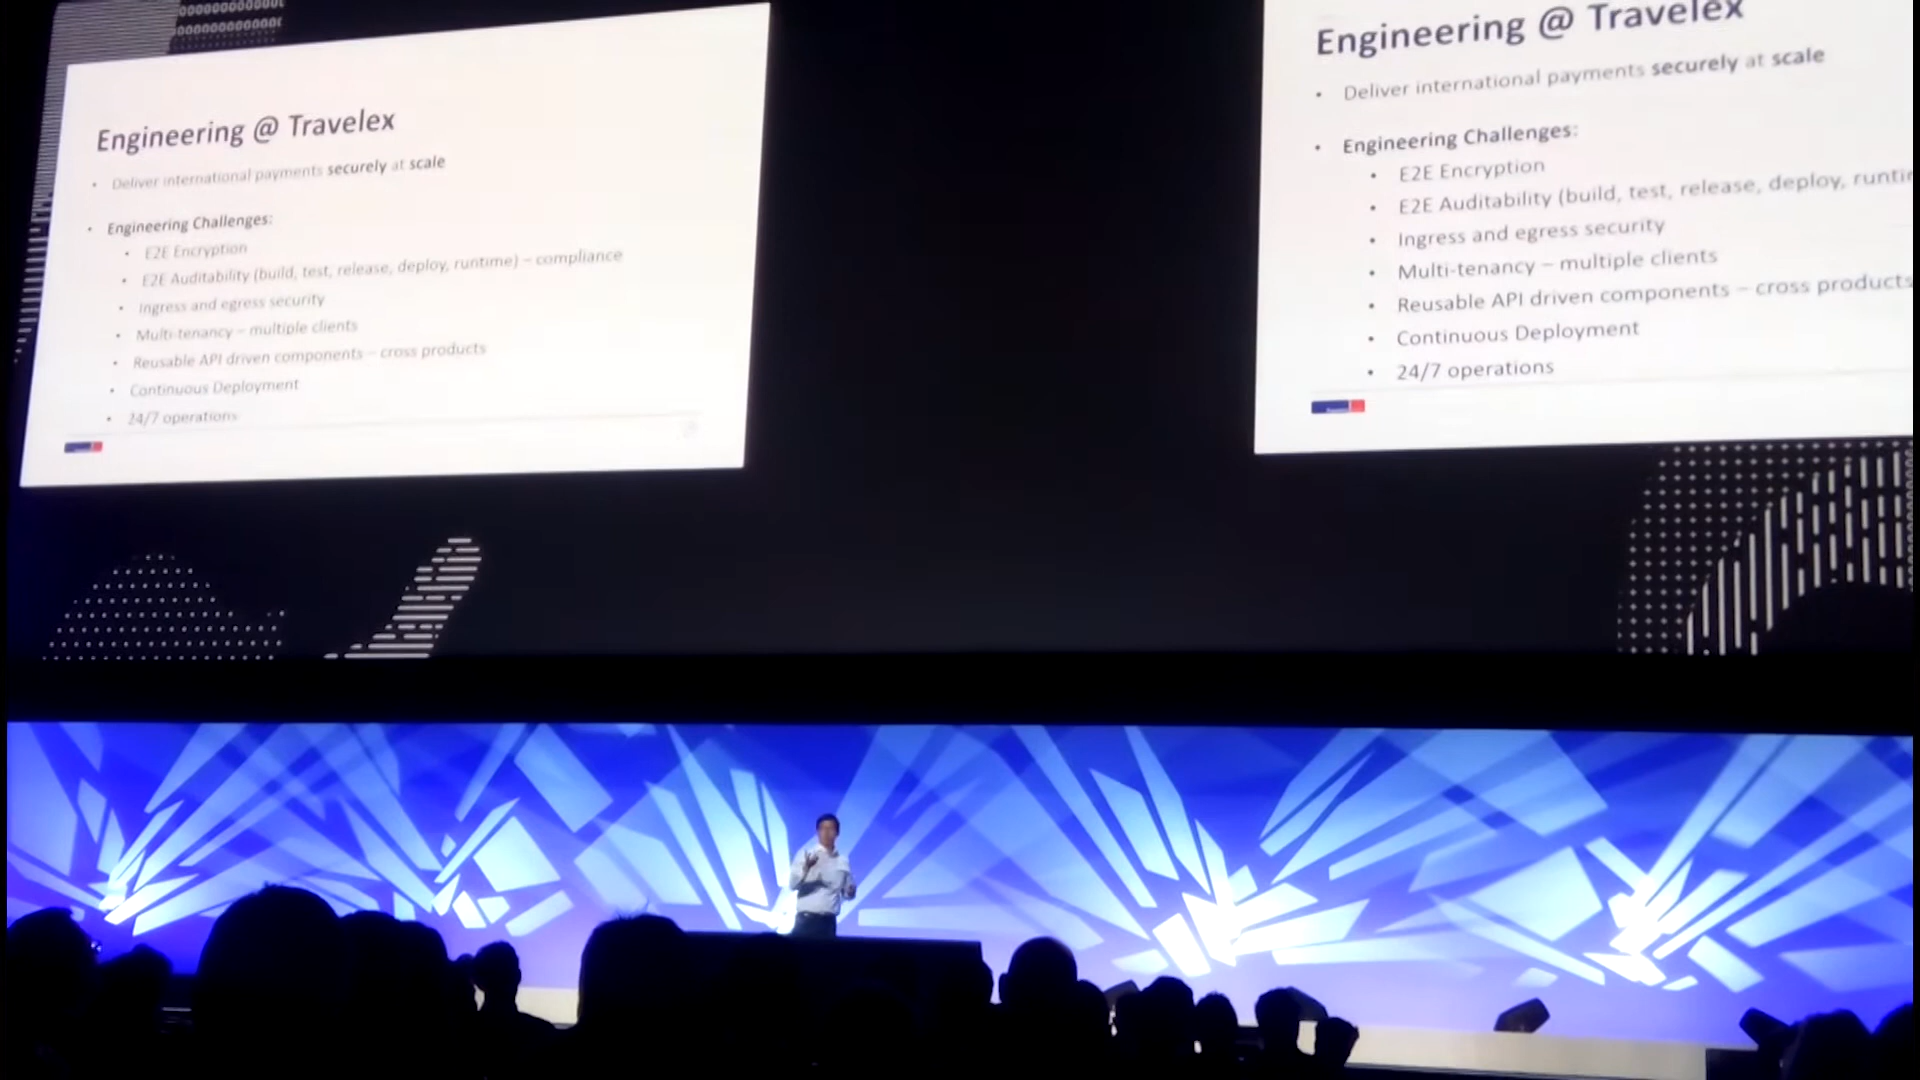 Engineering @ Travelex
• Deliver international payments securely at scale
• Engineering Challenges:
• E2E Encryption
• E2E Auditability (build, test, release, deploy, runtime) – compliance
• Ingress and egress security
• Multi-tenancy – multiple clients
• Reusable API driven components – cross products
• Continuous Deployment
• 24/7 operations
Engineering @ Travelex
• Deliver international payments securely at scale
• Engineering Challenges:
• E2E Encryption
• E2E Auditability (build, test, release, deploy, runti
• Ingress and egress security
• Multi-tenancy – multiple clients
• Reusable API driven components – cross products
• Continuous Deployment
• 24/7 operations